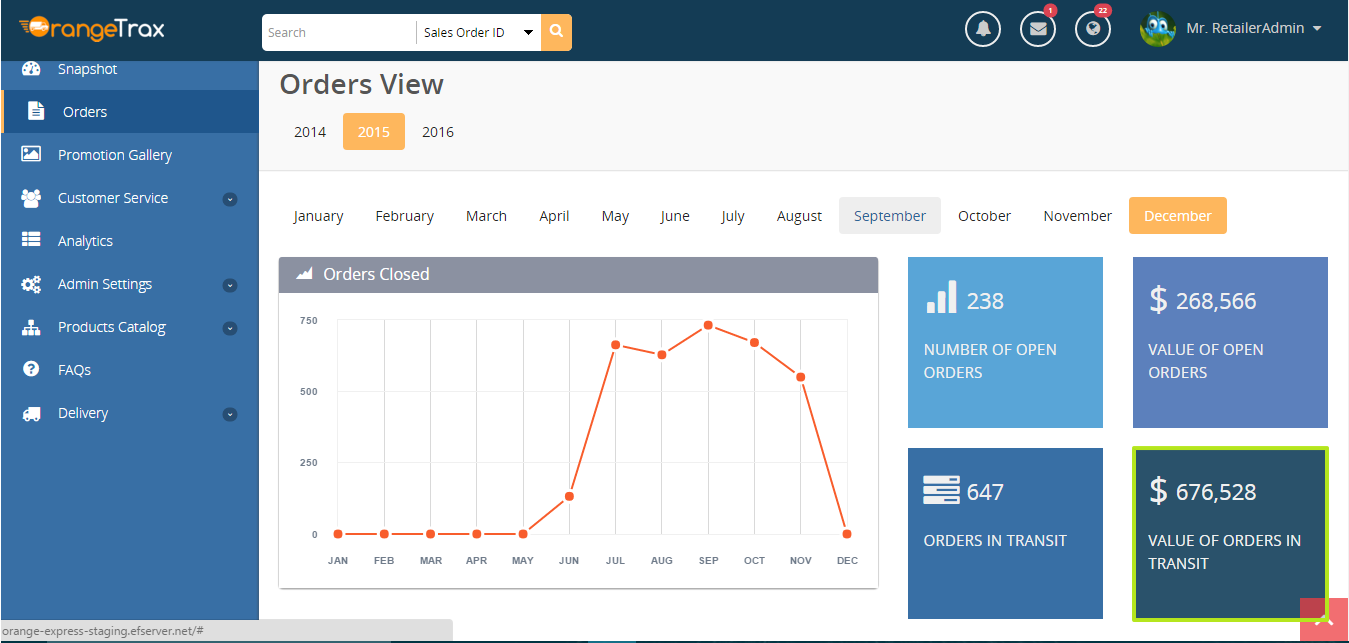 OrangeTrax
Search
Sales Order ID
1
22
Mr. RetailerAdmin
Snapshot
Orders
Promotion Gallery
Customer Service
Analytics
Admin Settings
Products Catalog
FAQs
Delivery
Orders View
2014 2015 2016
January February March April May June July August September October November December
Orders Closed
750
500
250
0
JAN FEB MAR APR MAY JUN JUL AUG SEP OCT NOV DEC
238
NUMBER OF OPEN
ORDERS
$ 268,566
VALUE OF OPEN
ORDERS
647
ORDERS IN TRANSIT
$ 676,528
VALUE OF ORDERS IN
TRANSIT
orange-express-staging.efserver.net/#